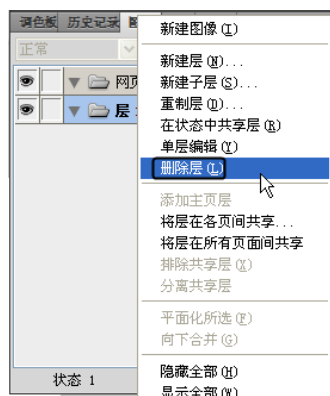 调色板 历史记录
正常
网页
层
状态 1
新建图像(I)
新建层(N)...
新建子层(S)...
重制层(D)...
在状态中共享层(R)
单层编辑(Y)
删除层(L)
添加主页层
将层在各页间共享...
将层在所有页面间共享
排除共享层(X)
分离共享层
平面化所选(F)
向下合并(G)
隐藏全部(H)
显示全部(W)